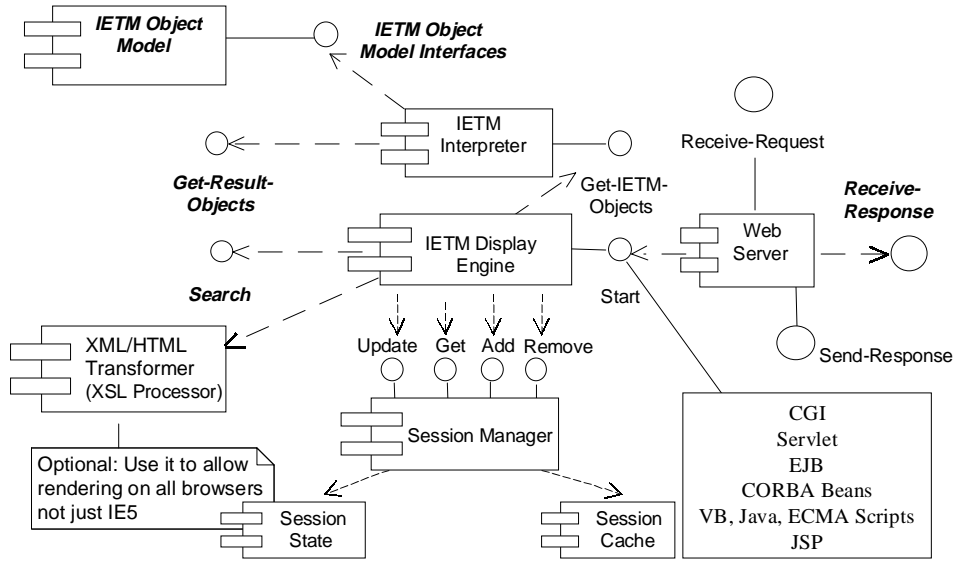 IETM Object
Model
IETM Object
Model Interfaces
IETM
Interpreter
Receive-Request
Get-Result-
Objects
Get-IETM-
Objects
Receive-
Response
IETM Display
Engine
Web
Server
Search
Start
XML/HTML
Transformer
(XSL Processor)
Update
Get
Add
Remove
Send-Response
Session Manager
CGI
Servlet
EJB
CORBA Beans
VB, Java, ECMA Scripts
JSP
Optional: Use it to allow
rendering on all browsers
not just IE5
Session
State
Session
Cache